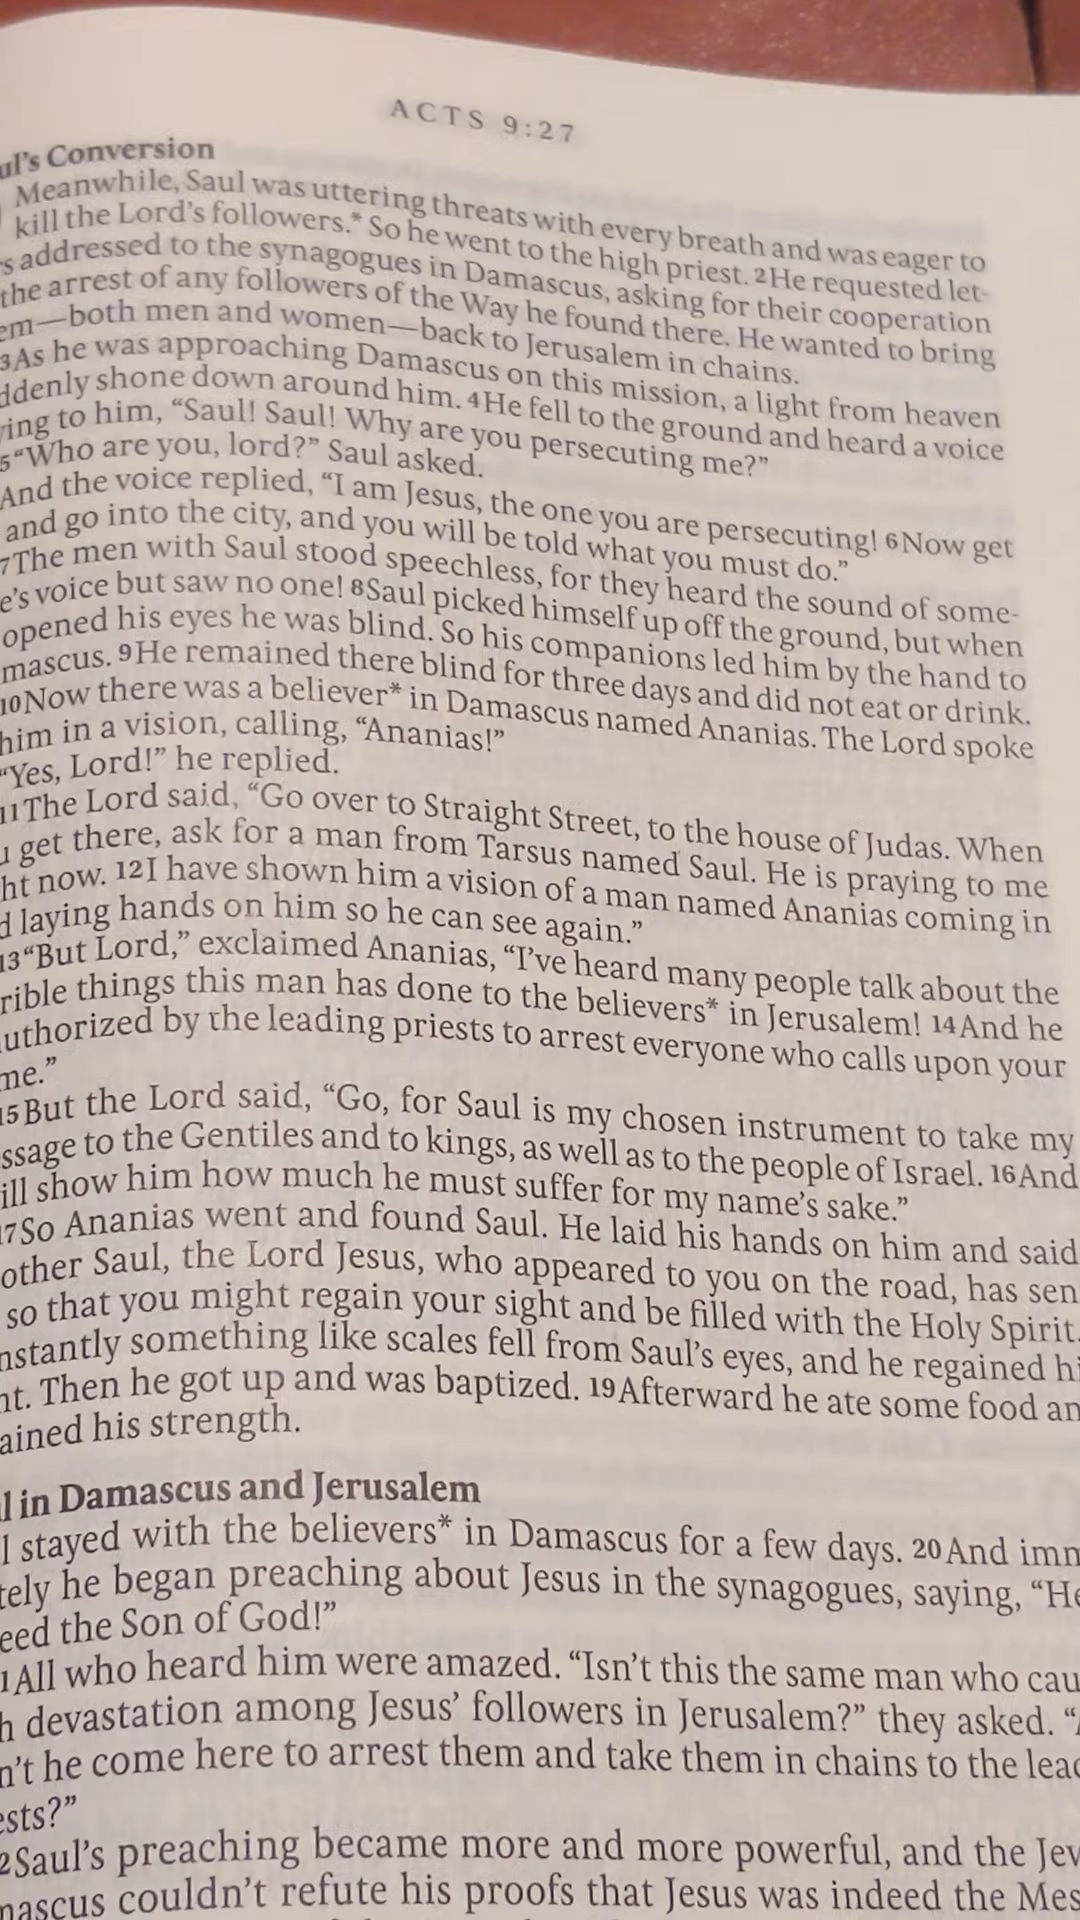 ACTS 9:27
ul's Conversion
Meanwhile, Saul was uttering threats with every breath and was eager to
kill the Lord's followers.* So he went to the high priest. 2He requested let-
s addressed to the synagogues in Damascus, asking for their cooperation
the arrest of any followers of the Way he found there. He wanted to bring
em—both men and women—back to Jerusalem in chains.
3As he was approaching Damascus on this mission, a light from heaven
ddenly shone down around him. 4He fell to the ground and heard a voice
ying to him, “Saul! Saul! Why are you persecuting me?”
5“Who are you, lord?” Saul asked.
And the voice replied, “I am Jesus, the one you are persecuting! 6Now get
and go into the city, and you will be told what you must do.”
7The men with Saul stood speechless, for they heard the sound of some-
e's voice but saw no one! 8Saul picked himself up off the ground, but when
opened his eyes he was blind. So his companions led him by the hand to
mascus. 9He remained there blind for three days and did not eat or drink.
10Now there was a believer* in Damascus named Ananias. The Lord spoke
him in a vision, calling, “Ananias!”
“Yes, Lord!” he replied.
11The Lord said, “Go over to Straight Street, to the house of Judas. When
u get there, ask for a man from Tarsus named Saul. He is praying to me
ht now. 12I have shown him a vision of a man named Ananias coming in
d laying hands on him so he can see again.”
13“But Lord,” exclaimed Ananias, “I've heard many people talk about the
rible things this man has done to the believers* in Jerusalem! 14And he
uthorized by the leading priests to arrest everyone who calls upon your
me.”
15But the Lord said, “Go, for Saul is my chosen instrument to take my
ssage to the Gentiles and to kings, as well as to the people of Israel. 16And
ill show him how much he must suffer for my name's sake.”
17So Ananias went and found Saul. He laid his hands on him and said
other Saul, the Lord Jesus, who appeared to you on the road, has sen
so that you might regain your sight and be filled with the Holy Spirit.
nstantly something like scales fell from Saul's eyes, and he regained hi
ht. Then he got up and was baptized. 19Afterward he ate some food an
ained his strength.
l in Damascus and Jerusalem
l stayed with the believers* in Damascus for a few days. 20And imm
tely he began preaching about Jesus in the synagogues, saying, “He
eed the Son of God!”
1All who heard him were amazed. “Isn't this the same man who cau
h devastation among Jesus' followers in Jerusalem?” they asked. “A
n't he come here to arrest them and take them in chains to the lead
ests?”
2Saul's preaching became more and more powerful, and the Jew
mascus couldn't refute his proofs that Jesus was indeed the Mes